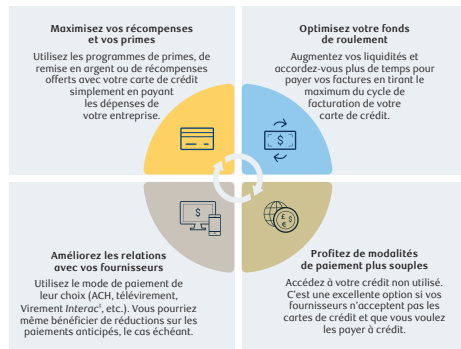 Maximisez vos récompenses
et vos primes
Utilisez les programmes de primes, de
remise en argent ou de récompenses
offerts avec votre carte de crédit
simplement en payant
les dépenses de
votre entreprise.
Optimisez votre fonds
de roulement
Augmentez vos liquidités et
accordez-vous plus de temps pour
payer vos factures en tirant le
maximum du cycle de
facturation de votre
carte de crédit.
$
$
£
$
€
Améliorez les relations
avec vos fournisseurs
Utilisez le mode de paiement de
leur choix (ACH, télévirement,
Virement Interac², etc.). Vous pourriez
même bénéficier de réductions sur les
paiements anticipés, le cas échéant.
Profitez de modalités
de paiement plus souples
Accédez à votre crédit non utilisé.
C'est une excellente option si vos
fournisseurs n'acceptent pas les
cartes de crédit et que vous voulez
les payer à crédit.